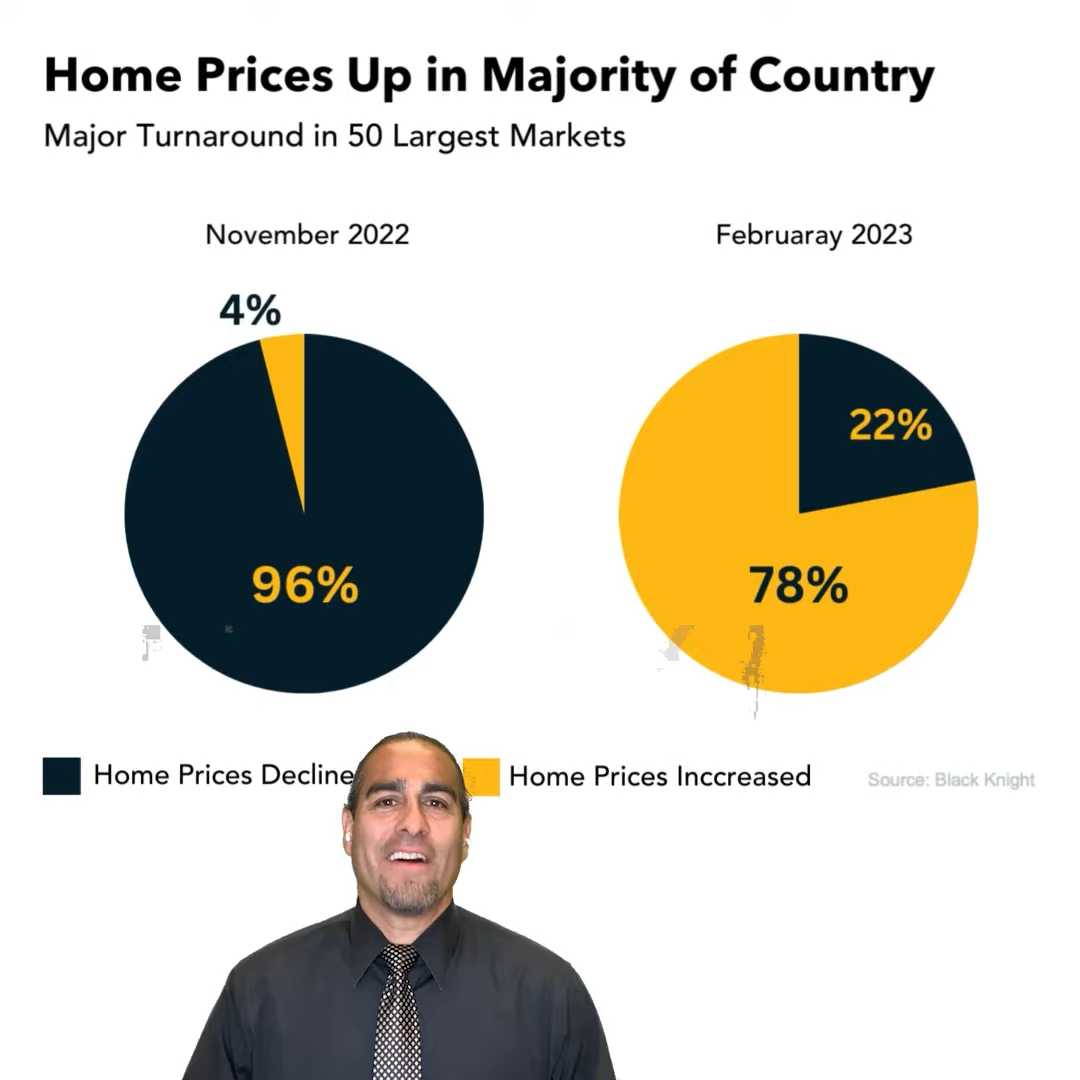 Home Prices Up in Majority of Country
Major Turnaround in 50 Largest Markets
November 2022
Februaray 2023
4%
22%
96%
78%
Home Prices Decline
Home Prices Inccreased
Source: Black Knight